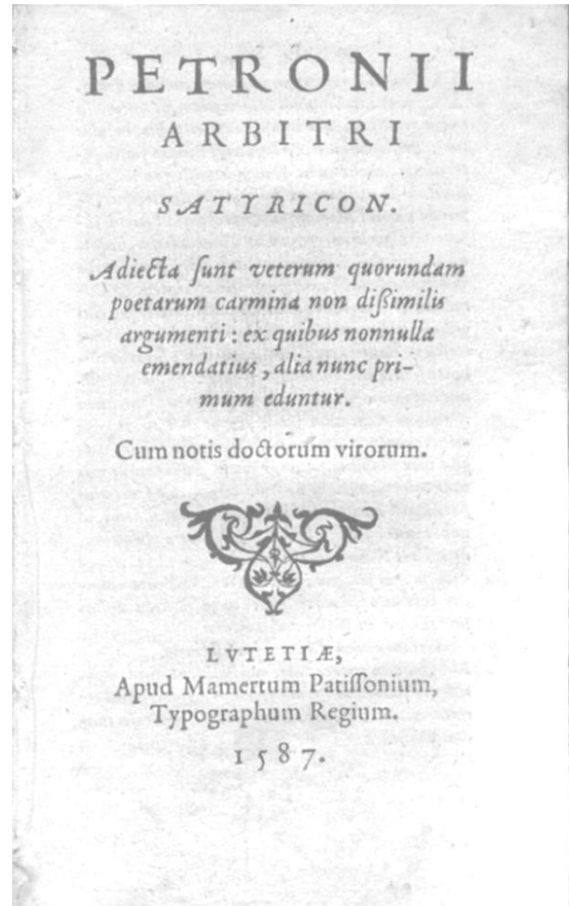 PETRONII
ARBITRI
SATYRICON.
Adiecta ſunt veterum quorundam
poetarum carmina non dißimilis
argumenti : ex quibus nonnulla
emendatius, alia nunc pri-
mum eduntur.
Cum notis doctorum virorum.
LVTETIÆ,
Apud Mamertum Patiſſonium,
Typographum Regium.
1587.